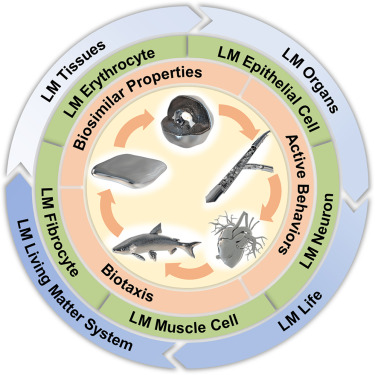 LM Tissues
LM Organs
LM Life
LM Living Matter System
LM Erythrocyte
LM Epithelial Cell
LM Neuron
LM Muscle Cell
LM Fibrocyte
Biosimilar Properties
Active Behaviors
Biotaxis